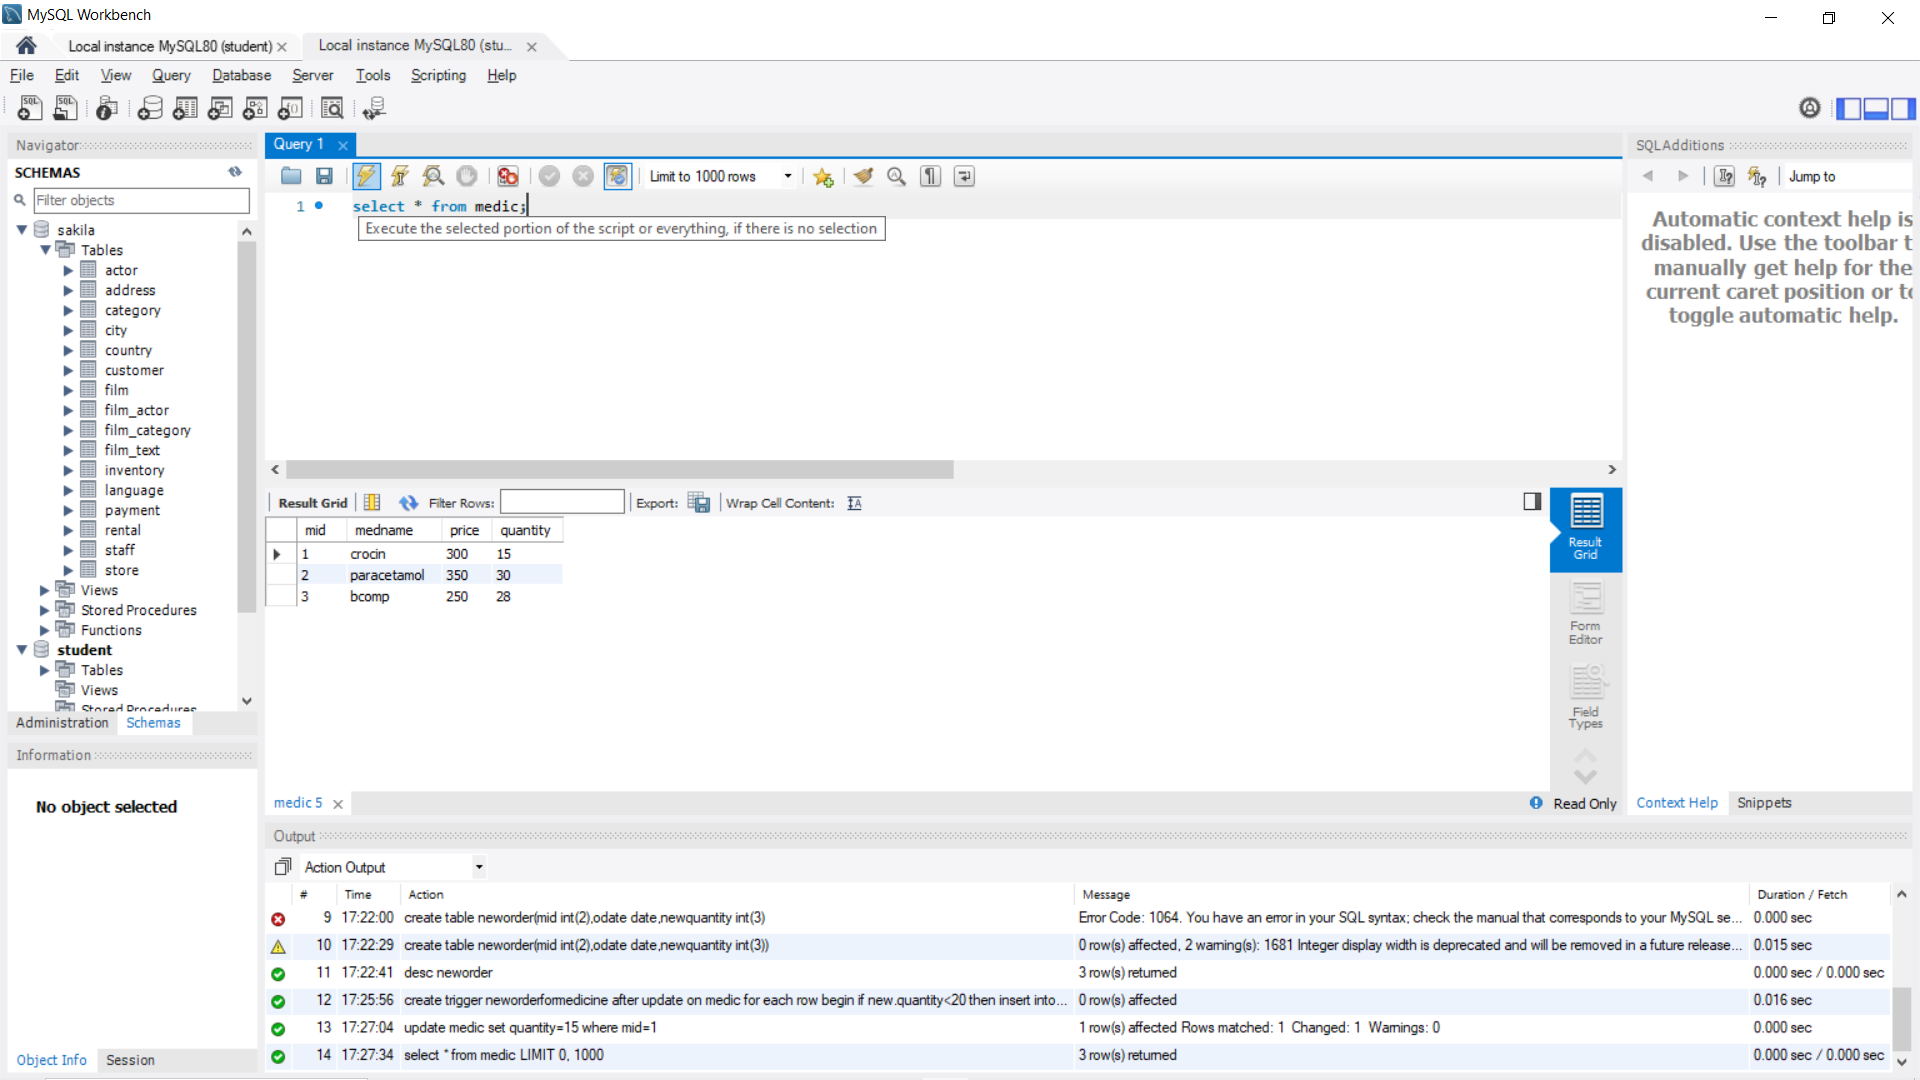 MySQL Workbench
Local instance MySQL80 (student)
Local instance MySQL80 (stu...
File Edit View Query Database Server Tools Scripting Help
Navigator
SCHEMAS
Filter objects
sakila
Tables
actor
address
category
city
country
customer
film
film_actor
film_category
film_text
inventory
language
payment
rental
staff
store
Views
Stored Procedures
Functions
student
Tables
Views
Stored Procedures
Administration Schemas
Information
No object selected
Object Info Session
Query 1
Limit to 1000 rows
1 select * from medic;
Execute the selected portion of the script or everything, if there is no selection
Result Grid Filter Rows: Export: Wrap Cell Content:
mid medname price quantity
1 crocin 300 15
2 paracetamol 350 30
3 bcomp 250 28
Result
Grid
Form
Editor
Field
Types
medic 5
Read Only
SQLAdditions
Jump to
Automatic context help is
disabled. Use the toolbar t
manually get help for the
current caret position or to
toggle automatic help.
Context Help Snippets
Output
Action Output
# Time Action Message Duration / Fetch
9 17:22:00 create table neworder(mid int(2),odate date,newquantity int(3) Error Code: 1064. You have an error in your SQL syntax; check the manual that corresponds to your MySQL se... 0.000 sec
10 17:22:29 create table neworder(mid int(2),odate date,newquantity int(3)) 0 row(s) affected, 2 warning(s): 1681 Integer display width is deprecated and will be removed in a future release... 0.015 sec
11 17:22:41 desc neworder 3 row(s) returned 0.000 sec / 0.000 sec
12 17:25:56 create trigger neworderformedicine after update on medic for each row begin if new.quantity<20 then insert into... 0 row(s) affected 0.016 sec
13 17:27:04 update medic set quantity=15 where mid=1 1 row(s) affected Rows matched: 1 Changed: 1 Warnings: 0 0.000 sec
14 17:27:34 select * from medic LIMIT 0, 1000 3 row(s) returned 0.000 sec / 0.000 sec